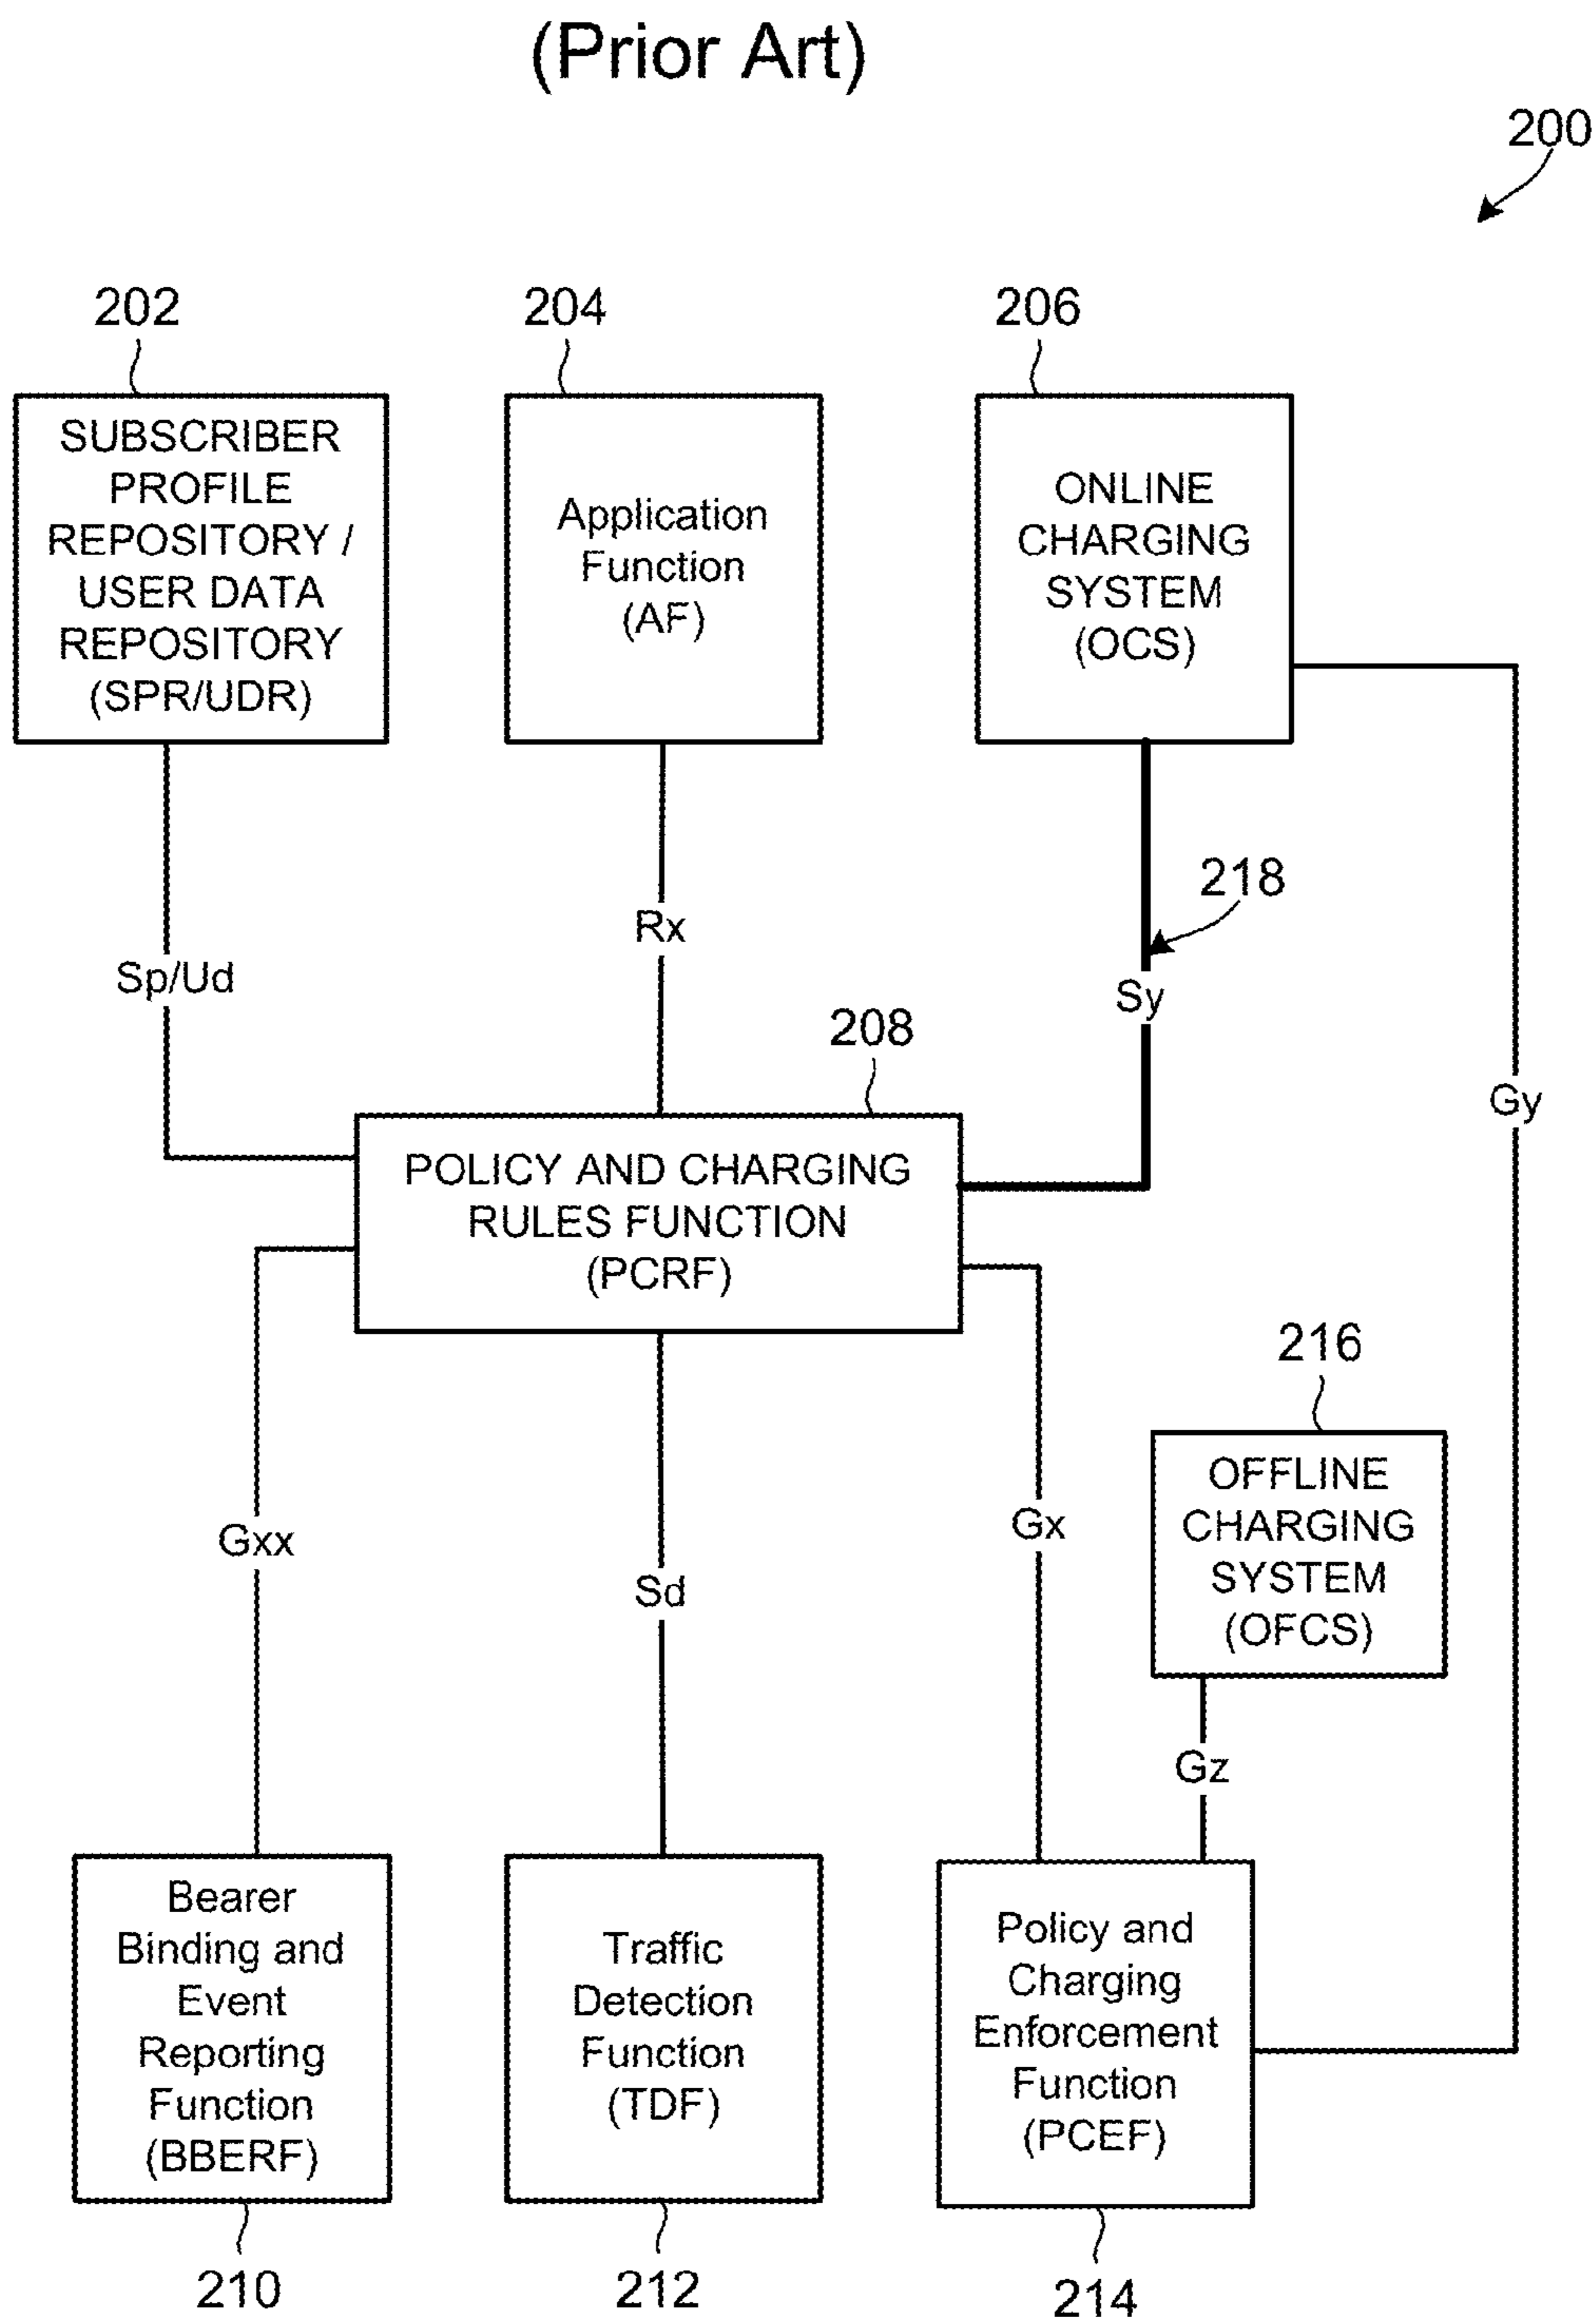 (Prior Art)
200
202
204
206
SUBSCRIBER
PROFILE
REPOSITORY /
USER DATA
REPOSITORY
(SPR/UDR)
Application
Function
(AF)
ONLINE
CHARGING
SYSTEM
(OCS)
218
Rx
Sp/Ud
Sy
208
Gy
POLICY AND CHARGING
RULES FUNCTION
(PCRF)
216
OFFLINE
CHARGING
SYSTEM
(OFCS)
Gxx
Sd
Gx
Gz
Bearer
Binding and
Event
Reporting
Function
(BBERF)
Traffic
Detection
Function
(TDF)
Policy and
Charging
Enforcement
Function
(PCEF)
210
212
214